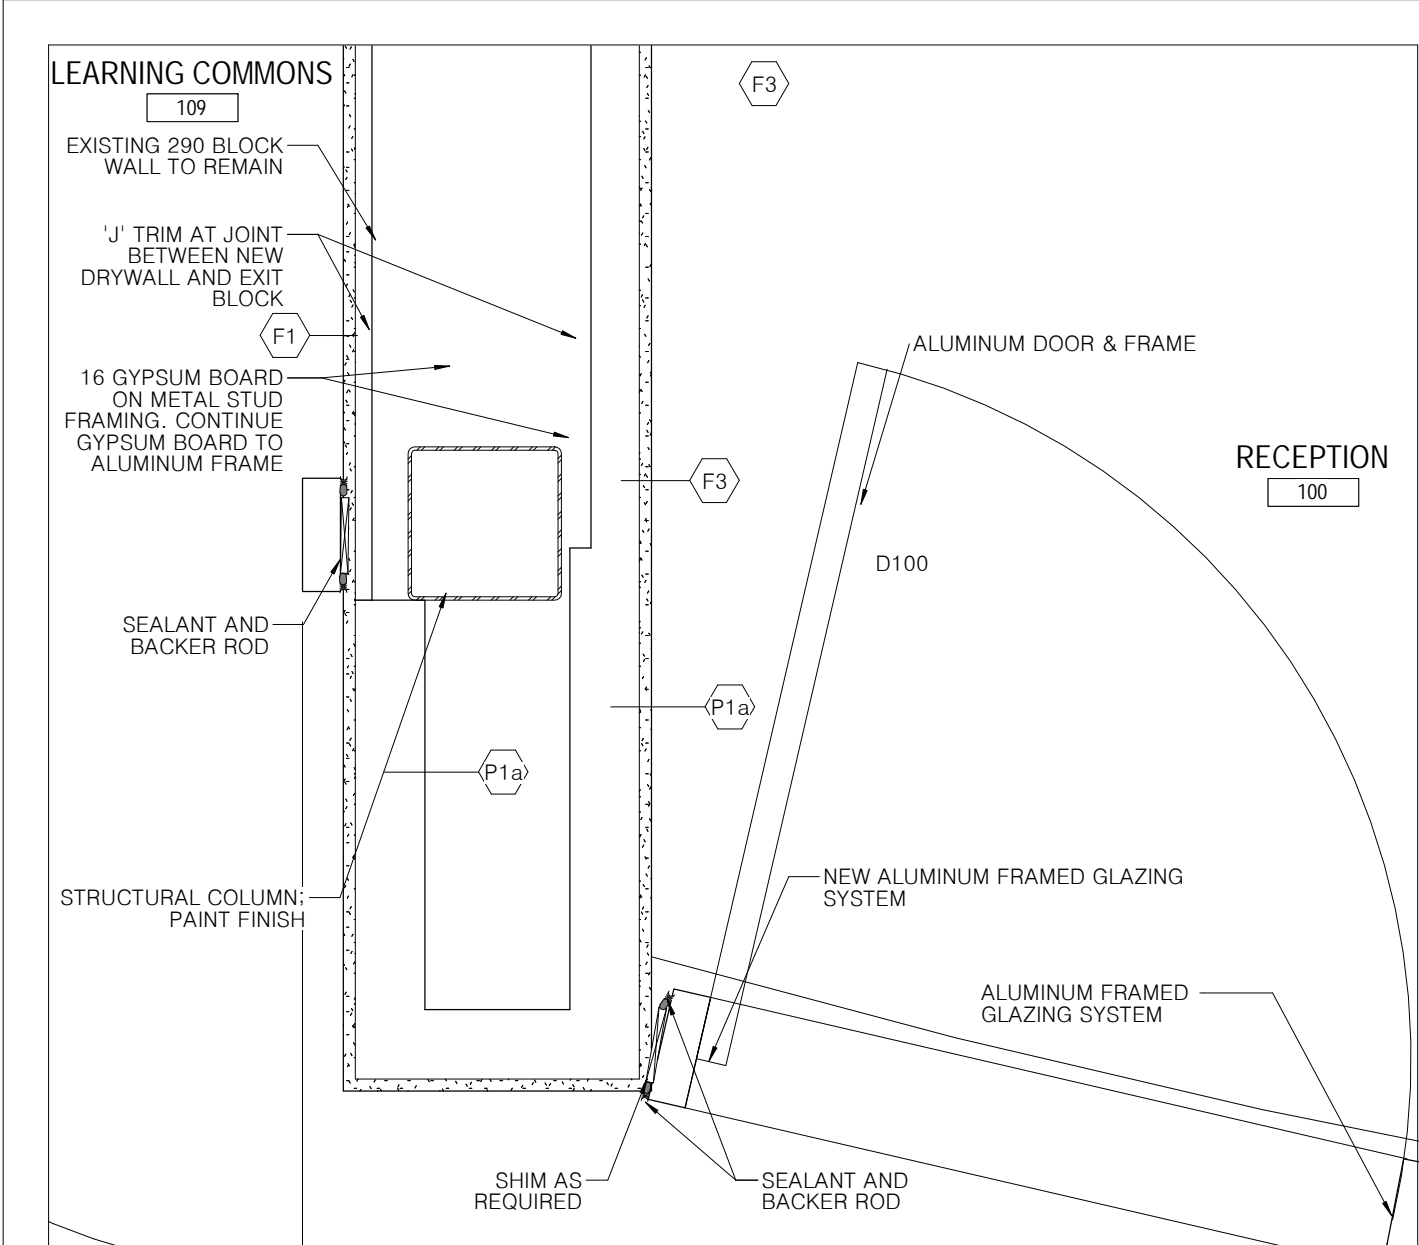 LEARNING COMMONS
109
EXISTING 290 BLOCK
WALL TO REMAIN
'J' TRIM AT JOINT
BETWEEN NEW
DRYWALL AND EXIT
BLOCK
F1
16 GYPSUM BOARD
ON METAL STUD
FRAMING. CONTINUE
GYPSUM BOARD TO
ALUMINUM FRAME
SEALANT AND
BACKER ROD
STRUCTURAL COLUMN;
PAINT FINISH
F3
ALUMINUM DOOR & FRAME
RECEPTION
100
F3
D100
P1a
P1a
NEW ALUMINUM FRAMED GLAZING
SYSTEM
ALUMINUM FRAMED
GLAZING SYSTEM
SHIM AS
REQUIRED
SEALANT AND
BACKER ROD